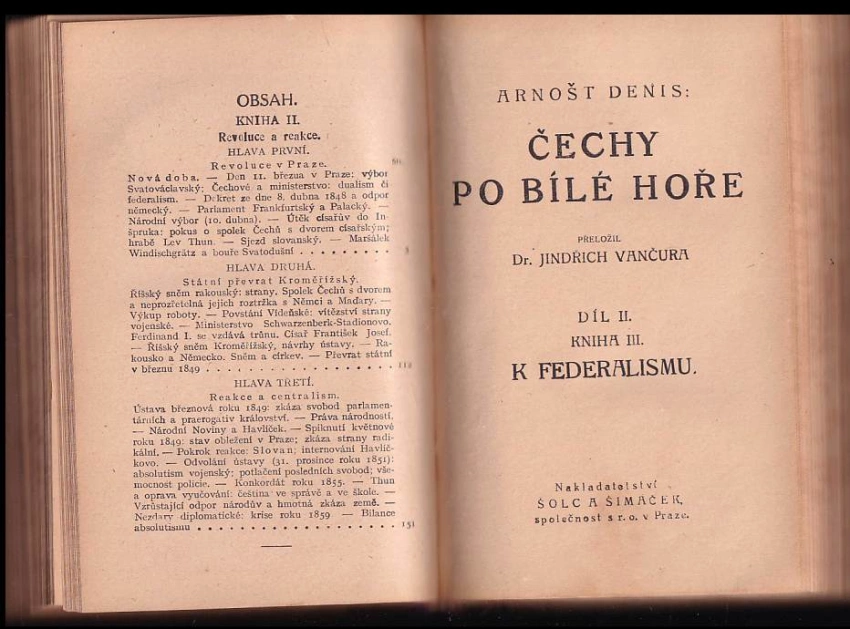 OBSAH.
KNIHA II.
Revoluce a reakce.
HLAVA PRVNÍ.
Revoluce v Praze.
Nová doba. — Den 11. března v Praze; výbor
Svatováclavský; Čechové a ministerstvo: dualism či
federalism. — Dekret ze dne 8. dubna 1848 a odpor
německý. — Parlament Frankfurtský a Palacký. —
Národní výbor (10. dubna). — Útěk císařův do In-
špruka: pokus o spolek Čechů s dvorem císařským;
hrabě Lev Thun. — Sjezd slovanský. — Maršálek
Windischgrätz a bouře Svatodušní . . . . . . . . .
HLAVA DRUHÁ.
Státní převrat Kroměřížský.
Říšský sněm rakouský: strany. Spolek Čechů s dvorem
a neprozřetelná jejich roztržka s Němci a Maďary. —
Výkup roboty. — Povstání Vídeňské: vítězství strany
vojenské. — Ministerstvo Schwarzenberk-Stadionovo.
Ferdinand I. se vzdává trůnu. Císař František Josef.
— Říšský sněm Kroměřížský, návrhy ústavy. — Ra-
kousko a Německo. Sněm a církev. — Převrat státní
v březnu 1849 . . . . . . . . . . . . . . . . . .
HLAVA TŘETÍ.
Reakce a centralism.
Ústava březnová roku 1849: zkáza svobod parlamen-
tárních a praerogativ království. — Práva národností.
— Národní Noviny a Havlíček. — Spiknutí květnové
roku 1849: stav obležení v Praze; zkáza strany radi-
kální. — Pokrok reakce: Slovan; internování Havlíč-
kovo. — Odvolání ústavy (31. prosince roku 1851):
absolutism vojenský; potlačení posledních svobod; vše-
mocnost policie. — Konkordát roku 1855. — Thun
a oprava vyučování: čeština ve správě a ve škole. —
Vzrůstající odpor národův a hmotná zkáza země. —
Nezdary diplomatické: krise roku 1859. — Bilance
absolutismu . . . . . . . . . . . . . . . . . . 151
ARNOŠT DENIS:
ČECHY
PO BÍLÉ HOŘE
PŘELOŽIL
Dr. JINDŘICH VANČURA
DÍL II.
KNIHA III.
K FEDERALISMU.
Nakladatelství
ŠOLC A ŠIMÁČEK,
společnost s r. o. v Praze.